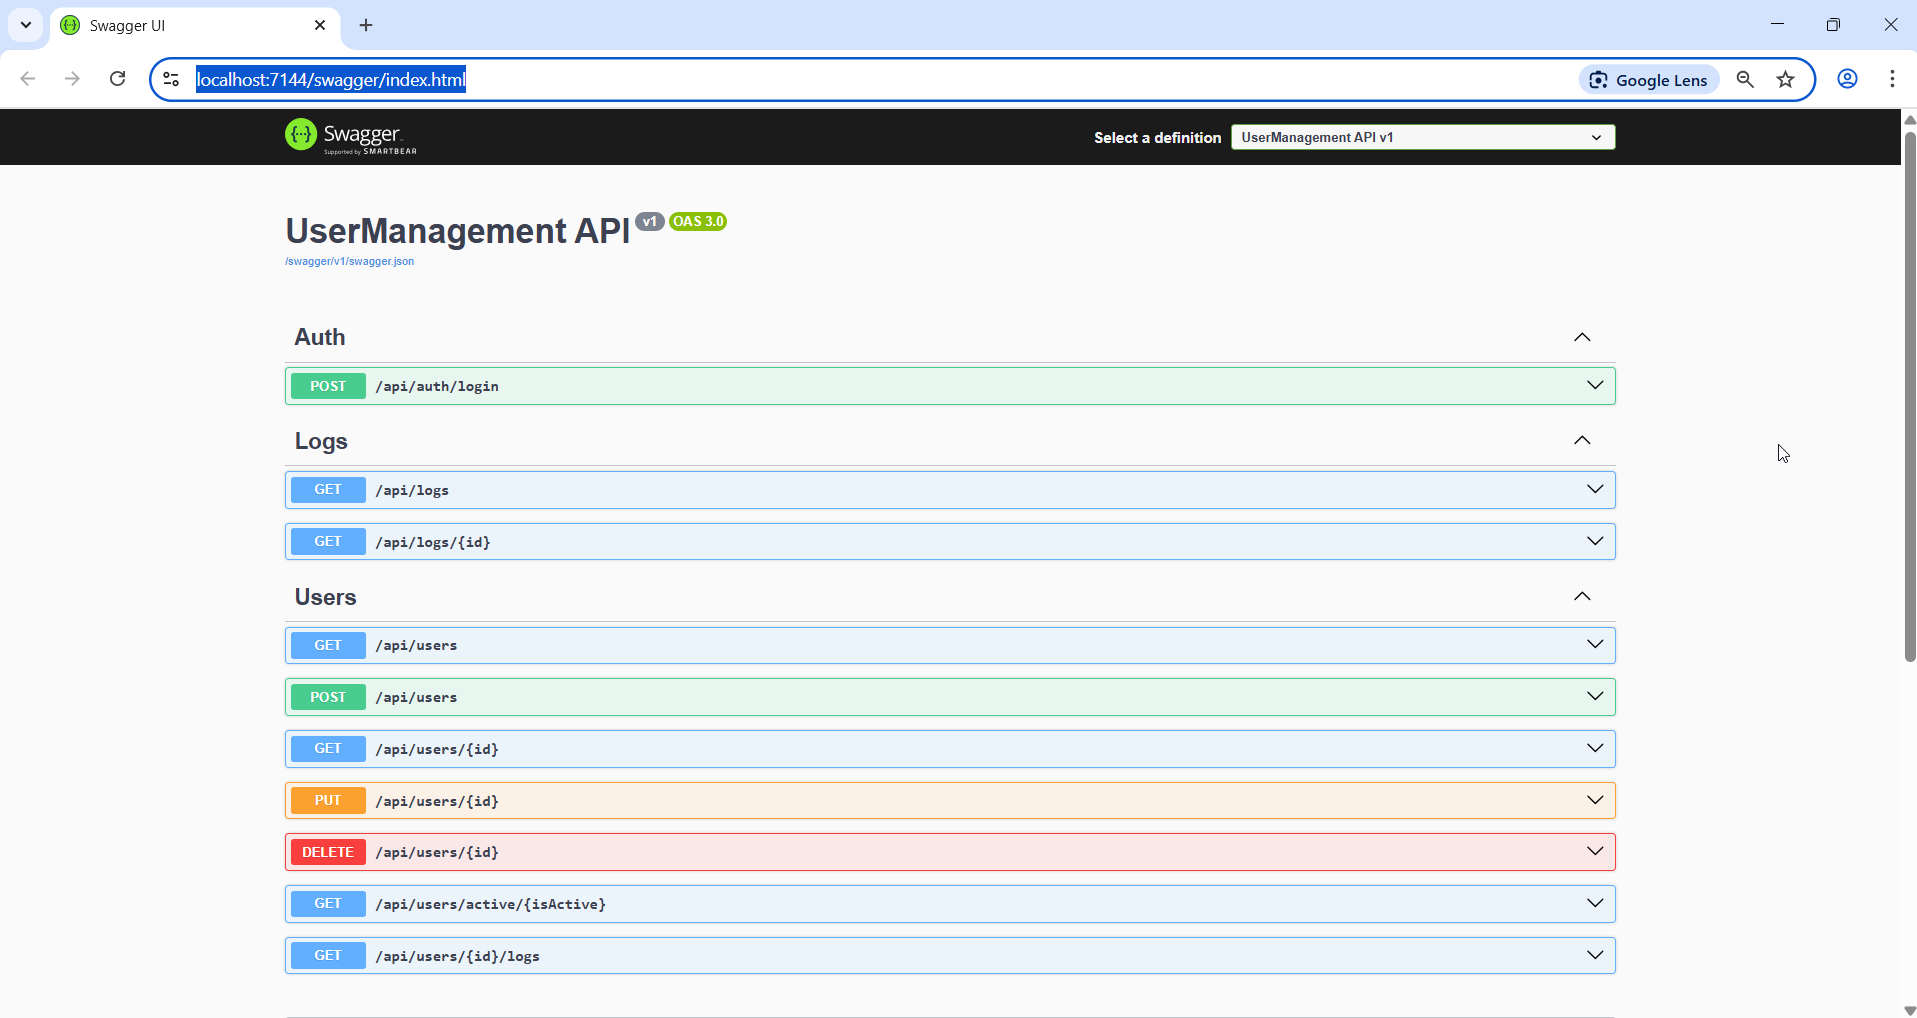 Swagger UI
localhost:7144/swagger/index.html
Google Lens
Swagger
Supported by SMARTBEAR
Select a definition
UserManagement API v1
UserManagement API v1 OAS 3.0
/swagger/v1/swagger.json
Auth
POST /api/auth/login
Logs
GET /api/logs
GET /api/logs/{id}
Users
GET /api/users
POST /api/users
GET /api/users/{id}
PUT /api/users/{id}
DELETE /api/users/{id}
GET /api/users/active/{isActive}
GET /api/users/{id}/logs